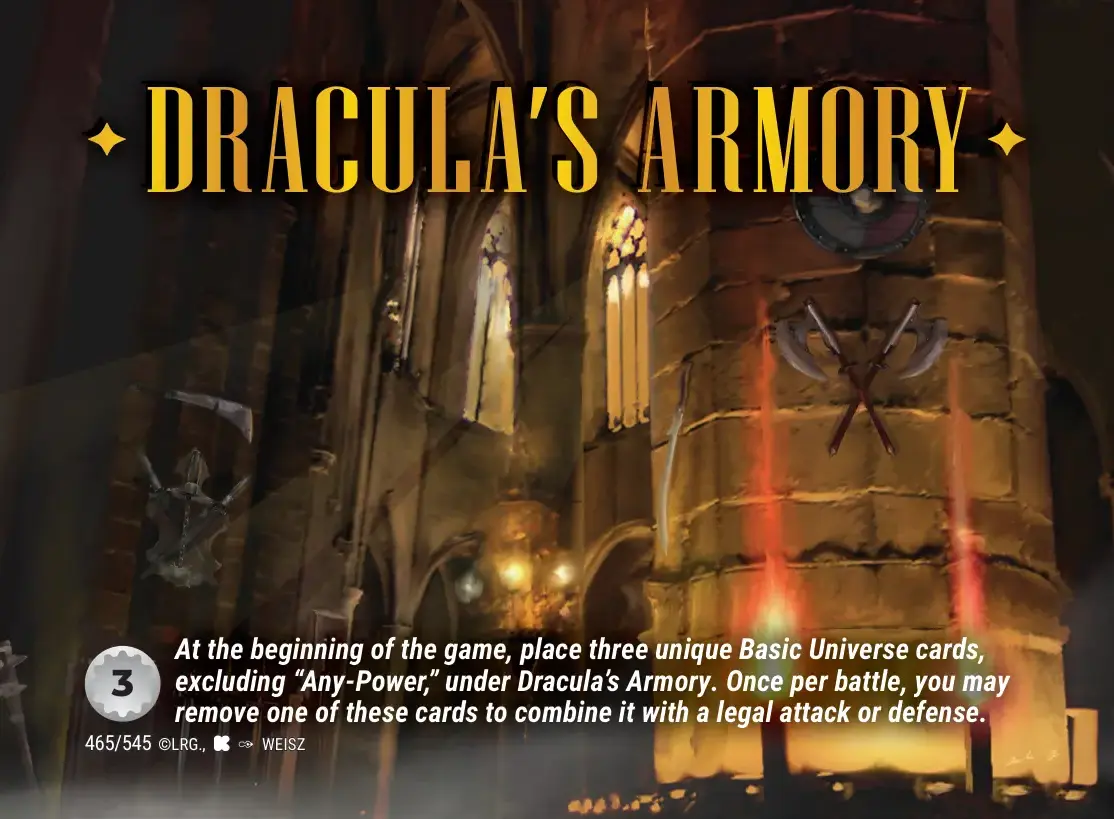 DRACULA'S ARMORY
At the beginning of the game, place three unique Basic Universe cards,
3 excluding “Any-Power,” under Dracula's Armory. Once per battle, you may
remove one of these cards to combine it with a legal attack or defense.
465/545 ©LRG., WEISZ